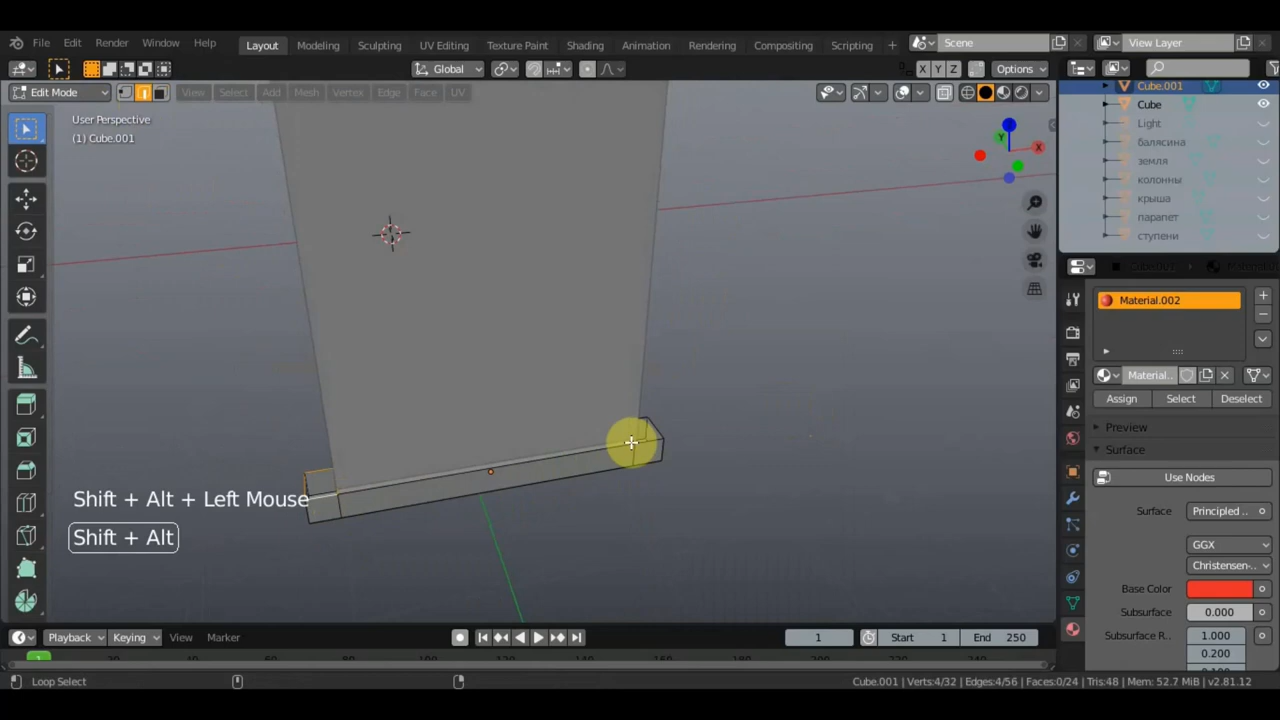 File Edit Render Window Help Layout Modeling Sculpting UV Editing Texture Paint Shading Animation Rendering Compositing Scripting + Scene View Layer
Global X Y Z Options
Edit Mode View Select Add Mesh Vertex Edge Face UV
User Perspective
(1) Cube.001
Cube.001
Cube
Light
балясина
земля
колонны
крыша
парапет
ступени
X
Y
Material.002
Material..
Assign Select Deselect
Preview
Surface
Use Nodes
Surface: Principled ..
GGX
Christensen-..
Base Color
Subsurface 0.000
Subsurface R.. 1.000
0.200
Shift + Alt + Left Mouse
Shift + Alt
Playback Keying View Marker 1 Start 1 End 250
Loop Select Cube.001 | Verts:4/32 | Edges:4/56 | Faces:0/24 | Tris:48 | Mem: 52.7 MiB | v2.81.12